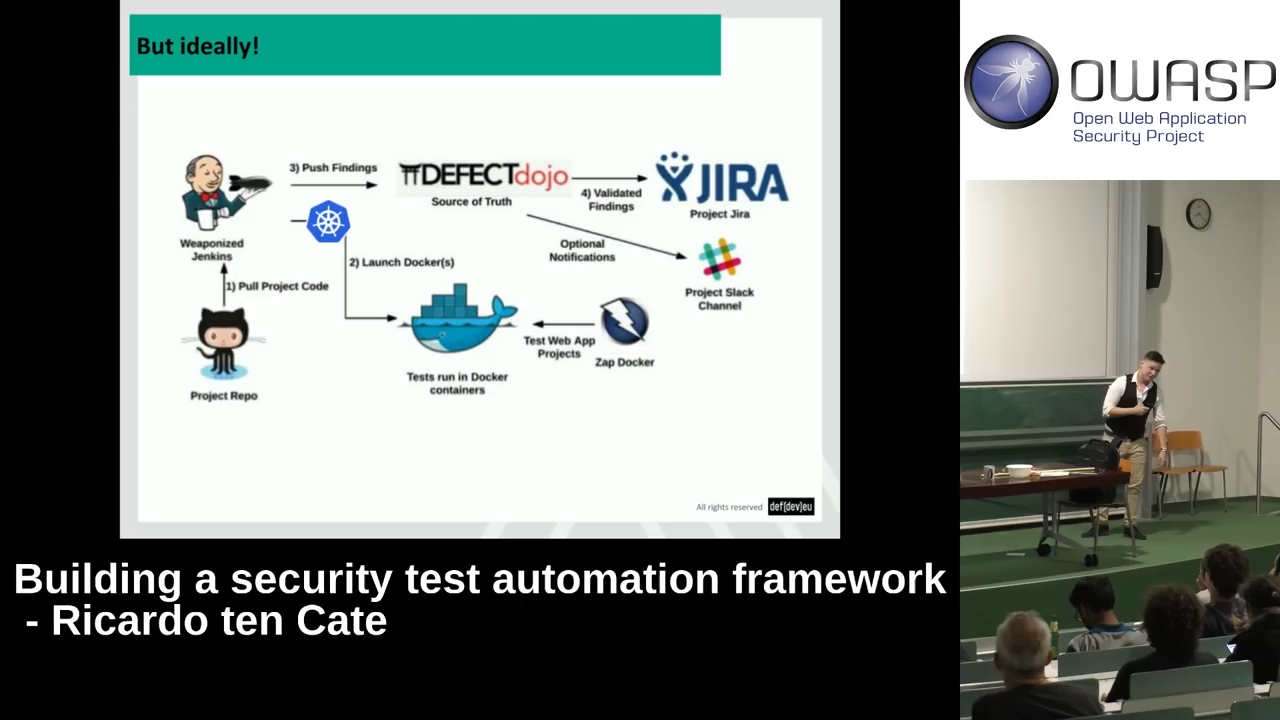 But ideally!
3) Push Findings
DEFECTdojo
Source of Truth
4) Validated
Findings
JIRA
Project Jira
Weaponized
Jenkins
Optional
Notifications
2) Launch Docker(s)
1) Pull Project Code
Project Slack
Channel
Test Web App
Projects
Zap Docker
Tests run in Docker
containers
Project Repo
All rights reserved
def[dev]eu
OWASP
Open Web Application
Security Project
Building a security test automation framework
- Ricardo ten Cate